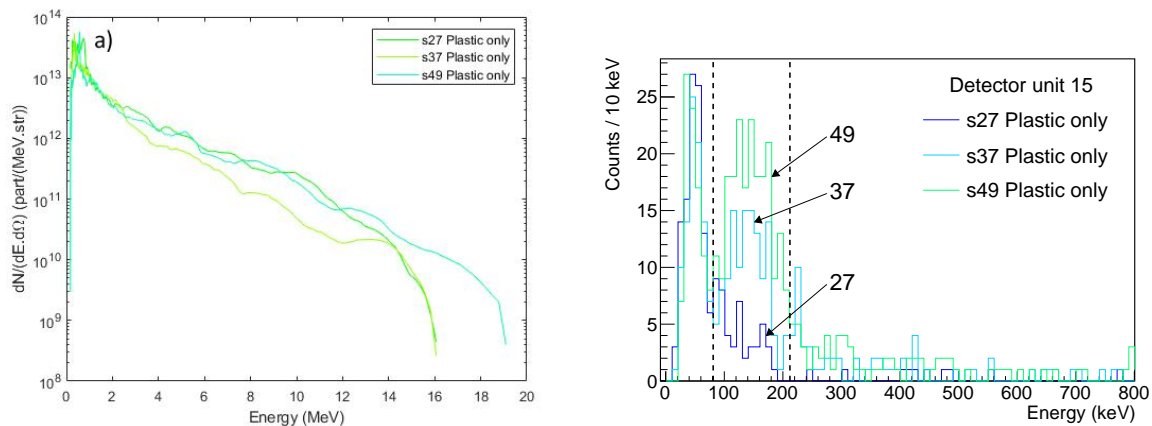 a)
s27 Plastic only
s37 Plastic only
s49 Plastic only
10^14
10^13
10^12
10^11
10^10
10^9
10^8
dN/(dE.dΩ) (part/(MeV.str))
0 2 4 6 8 10 12 14 16 18 20
Energy (MeV)
Detector unit 15
s27 Plastic only
s37 Plastic only
s49 Plastic only
49
37
27
25
20
15
10
5
0
Counts / 10 keV
0 100 200 300 400 500 600 700 800
Energy (keV)